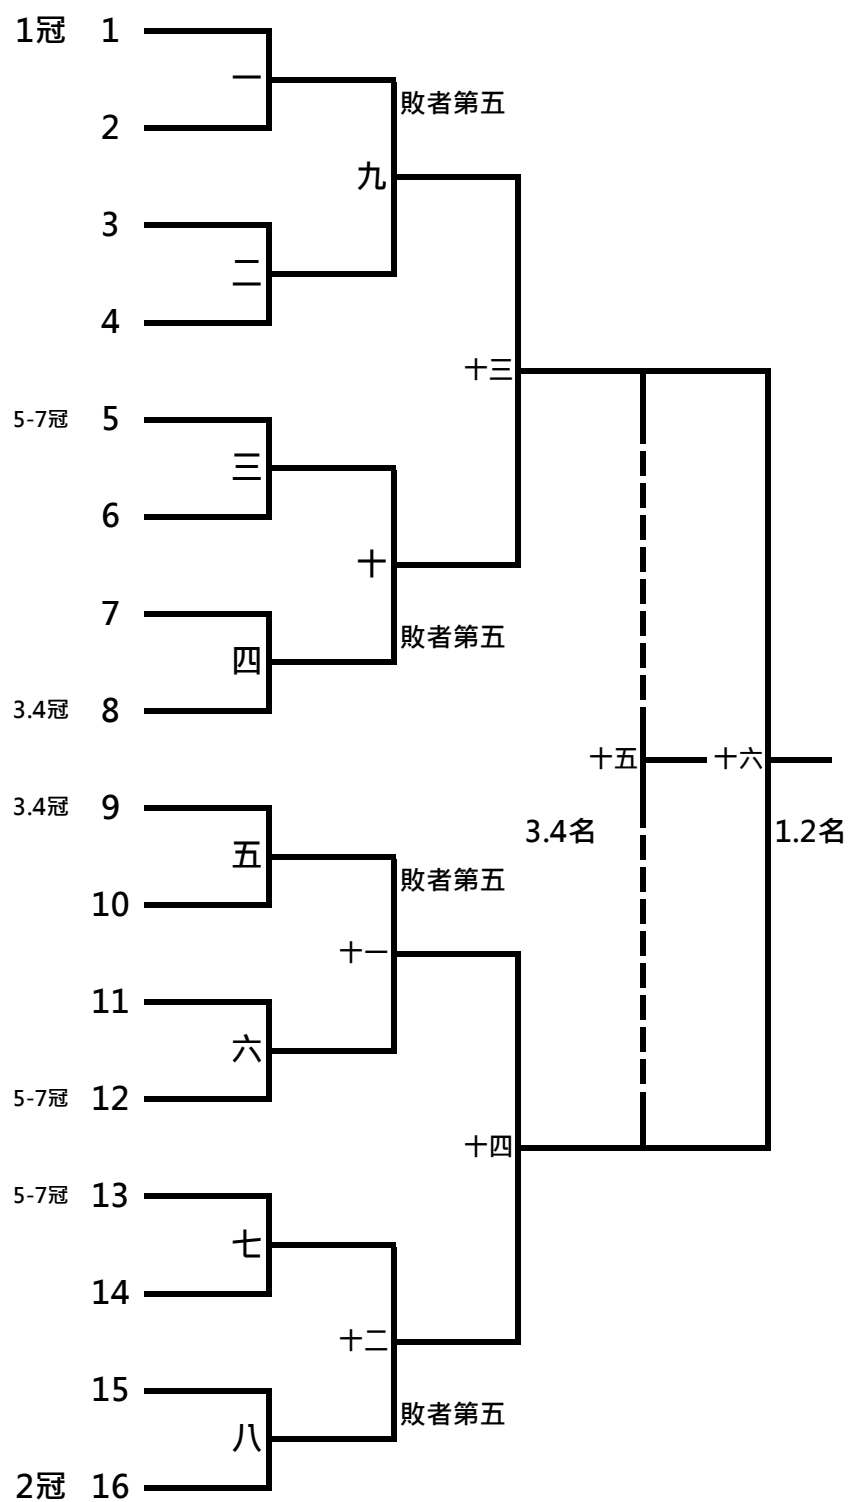 1冠 1
一
敗者第五
2
九
3
二
4
十三
5-7冠 5
三
6
十
7
敗者第五
四
3.4冠 8
十五 十六
3.4冠 9
3.4名 1.2名
五
敗者第五
10
十一
11
六
5-7冠 12
十四
5-7冠 13
七
14
十二
15
敗者第五
八
2冠 16